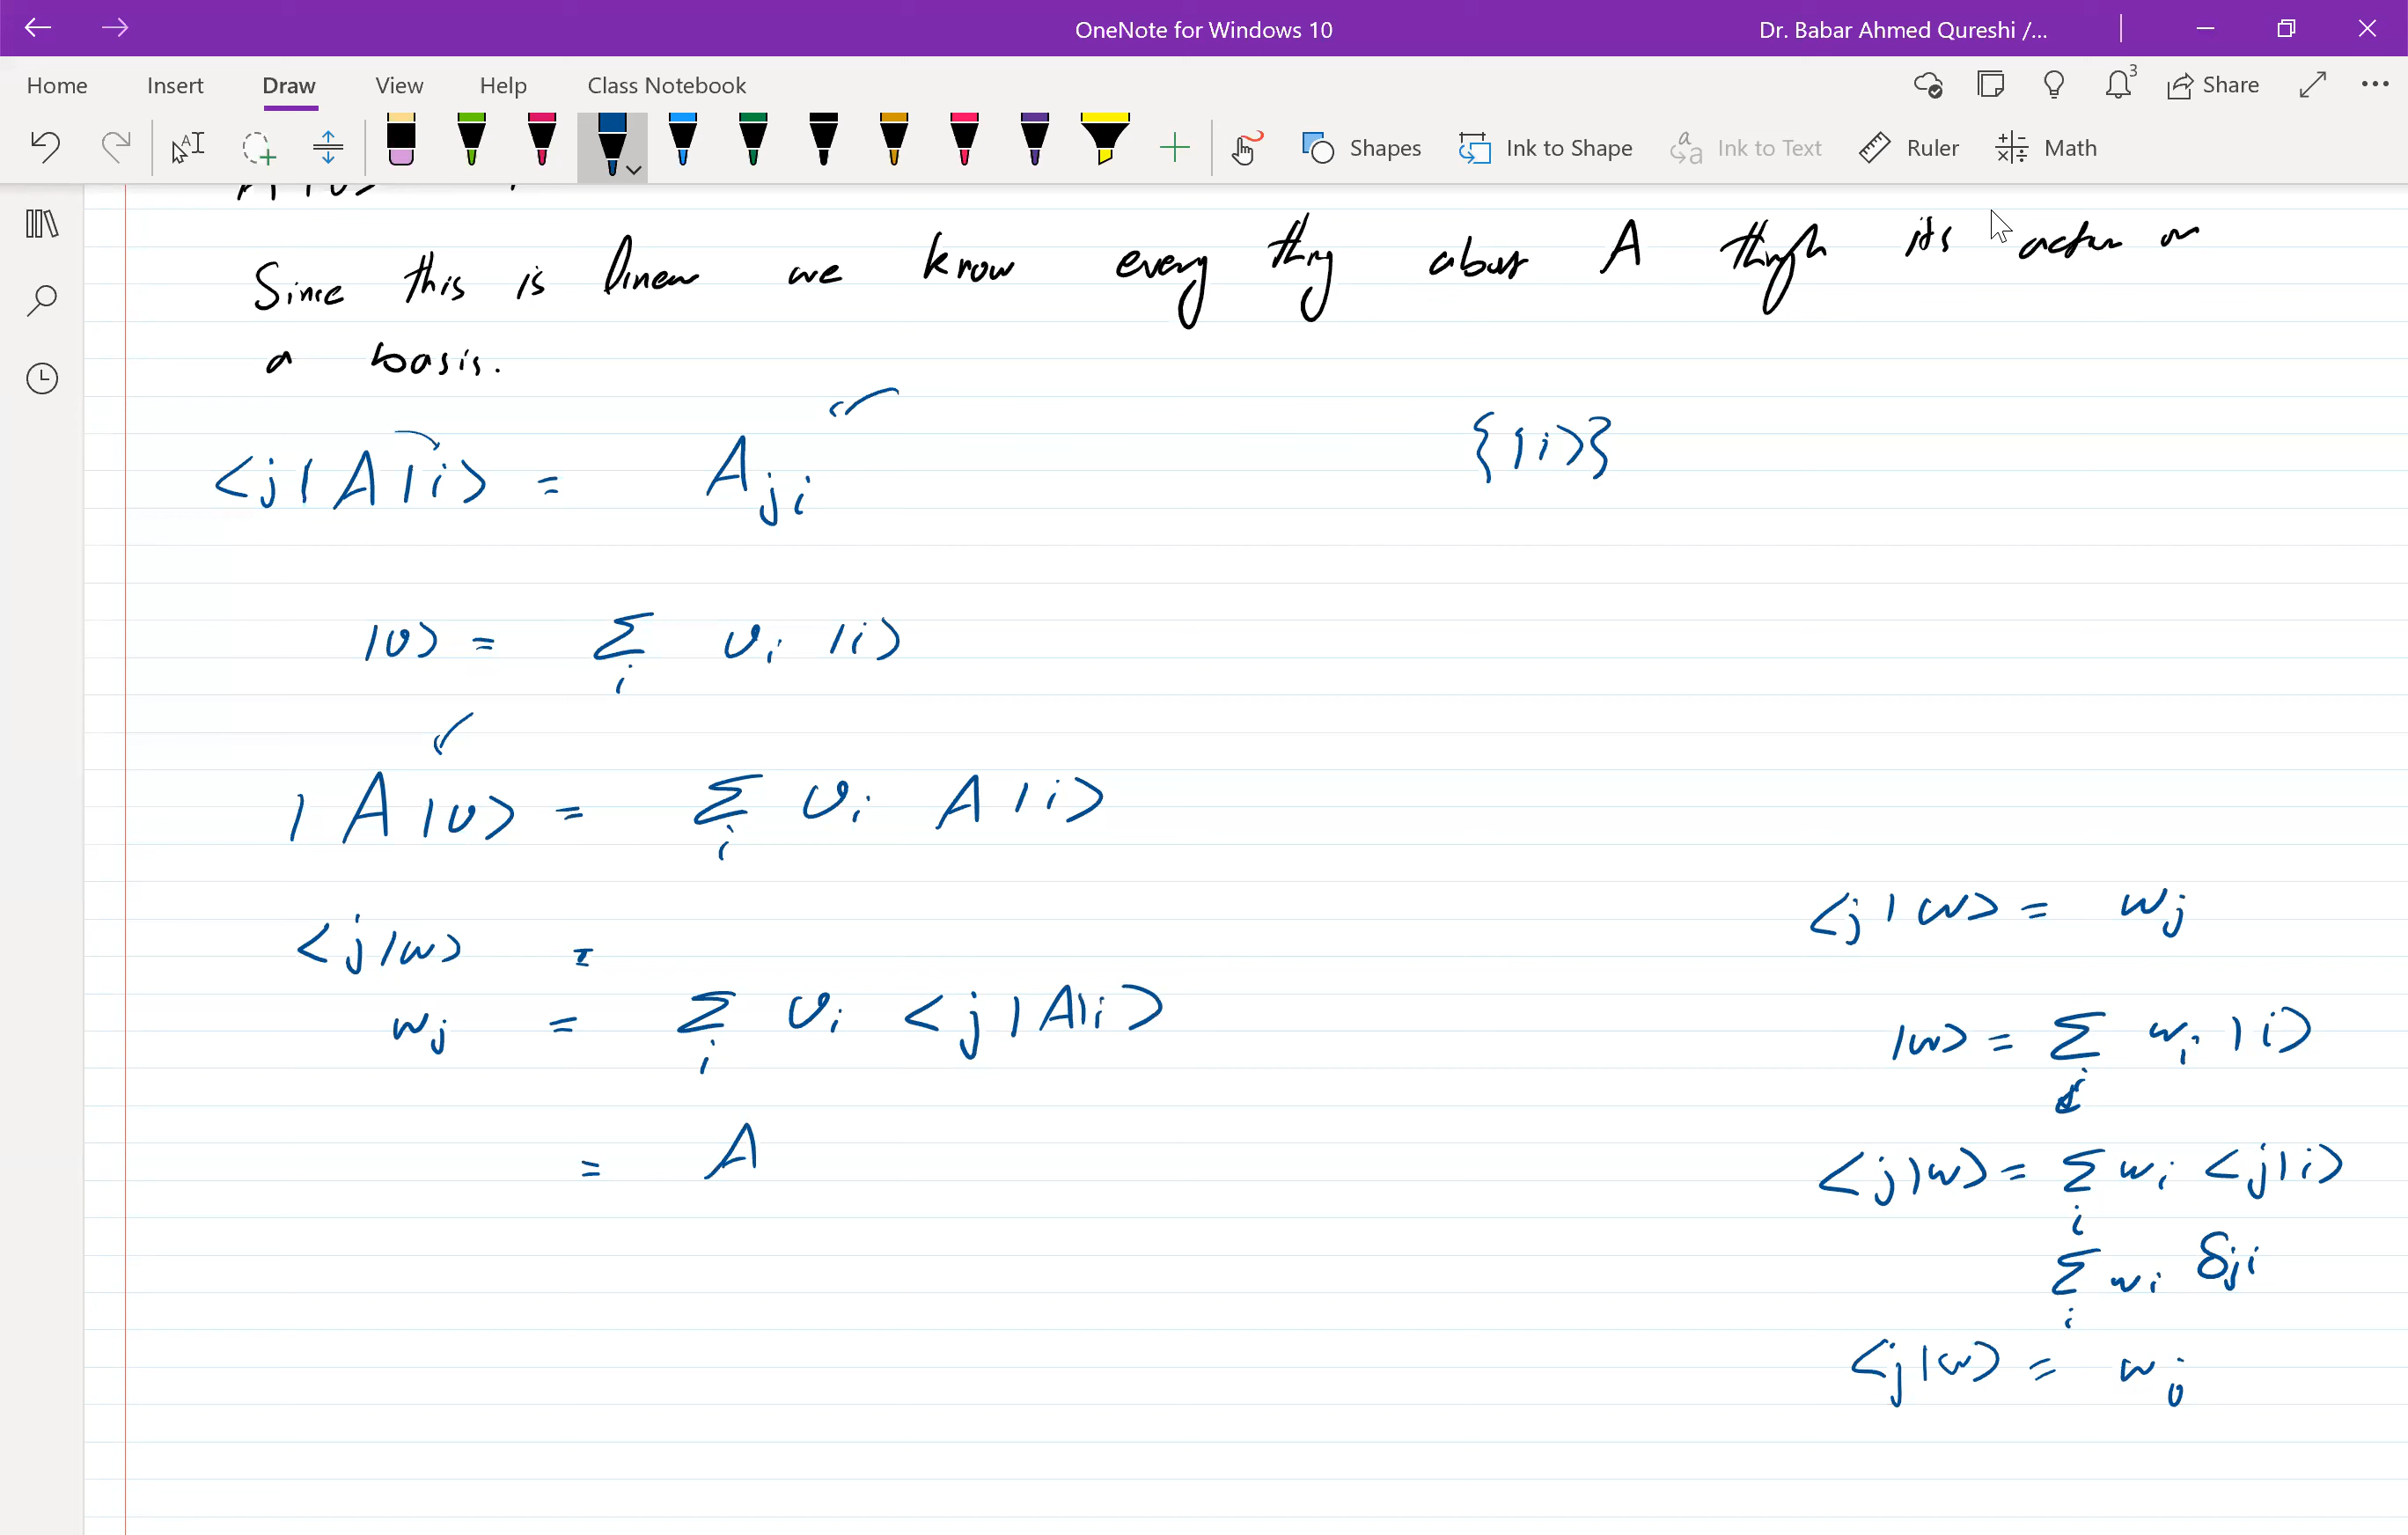 OneNote for Windows 10
Dr. Babar Ahmed Qureshi /...
Home Insert Draw View Help Class Notebook
3 Share
Shapes Ink to Shape Ink to Text Ruler Math
A |v>
Since this is linear we know every thing about A through its action on
a basis.
<j|A|i> = A_ji {|i>}
|v> = Σ_i v_i |i>
| A|v> = Σ_i v_i A|i>
<j|w> =
w_j = Σ_i v_i <j|A|i>
= A
<j|w> = w_j
|w> = Σ_i w_i |i>
<j|w> = Σ_i w_i <j|i>
Σ_i w_i δ_ji
<j|w> = w_j